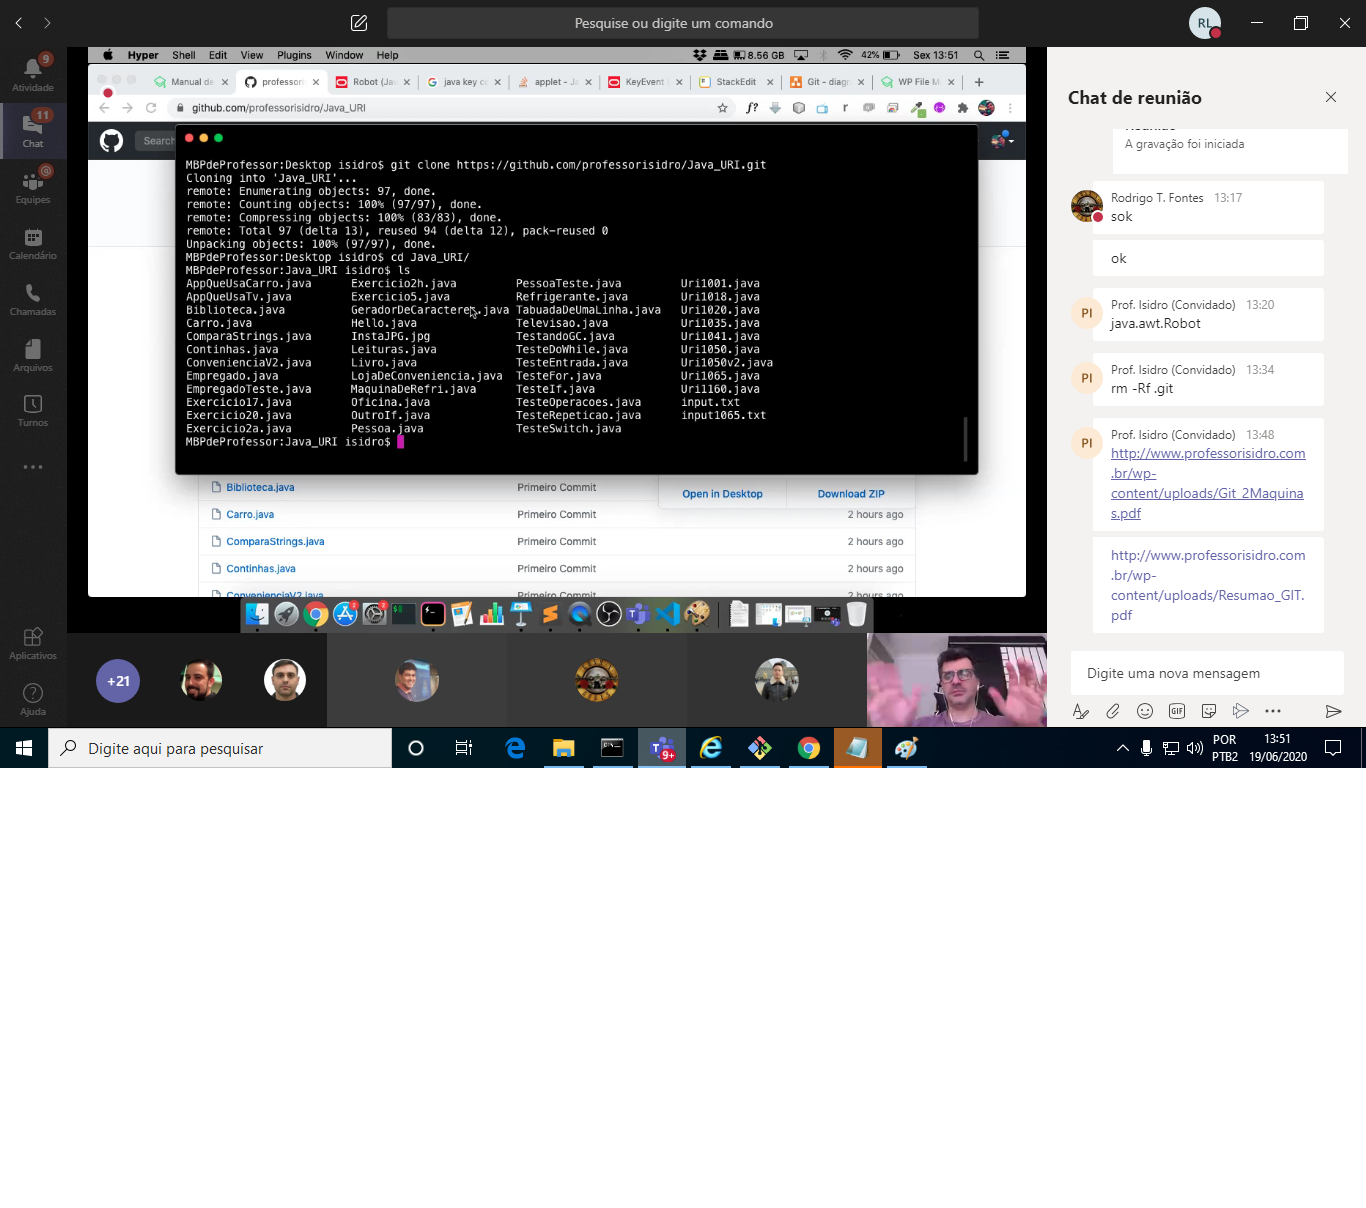 Pesquise ou digite um comando
RL
Atividade
9
Chat
11
Equipes
Calendário
Chamadas
Arquivos
Turnos
Aplicativos
Ajuda
Hyper Shell Edit View Plugins Window Help
8.56 GB 42% Sex 13:51
Manual de
professor
Robot (Jav
java key co
applet - Ja
KeyEvent
StackEdit
Git - diagr
WP File M
github.com/professorisidro/Java_URI
Search
MBPdeProfessor:Desktop isidro$ git clone https://github.com/professorisidro/Java_URI.git
Cloning into 'Java_URI'...
remote: Enumerating objects: 97, done.
remote: Counting objects: 100% (97/97), done.
remote: Compressing objects: 100% (83/83), done.
remote: Total 97 (delta 13), reused 94 (delta 12), pack-reused 0
Unpacking objects: 100% (97/97), done.
MBPdeProfessor:Desktop isidro$ cd Java_URI/
MBPdeProfessor:Java_URI isidro$ ls
AppQueUsaCarro.java Exercicio2h.java PessoaTeste.java Uri1001.java
AppQueUsaTv.java Exercicio5.java Refrigerante.java Uri1018.java
Biblioteca.java GeradorDeCaracteres.java TabuadaDeUmaLinha.java Uri1020.java
Carro.java Hello.java Televisao.java Uri1035.java
ComparaStrings.java InstaJPG.jpg TestandoGC.java Uri1041.java
Continhas.java Leituras.java TesteDoWhile.java Uri1050.java
ConvenienciaV2.java Livro.java TesteEntrada.java Uri1050v2.java
Empregado.java LojaDeConveniencia.java TesteFor.java Uri1065.java
EmpregadoTeste.java MaquinaDeRefri.java TesteIf.java Uri1160.java
Exercicio17.java Oficina.java TesteOperacoes.java input.txt
Exercicio20.java OutroIf.java TesteRepeticao.java input1065.txt
Exercicio2a.java Pessoa.java TesteSwitch.java
MBPdeProfessor:Java_URI isidro$
Biblioteca.java Primeiro Commit
Open in Desktop Download ZIP
Carro.java Primeiro Commit 2 hours ago
ComparaStrings.java Primeiro Commit 2 hours ago
Continhas.java Primeiro Commit 2 hours ago
ConvenienciaV2.java Primeiro Commit 2 hours ago
+21
Chat de reunião
A gravação foi iniciada
Rodrigo T. Fontes 13:17
sok
ok
PI
Prof. Isidro (Convidado) 13:20
java.awt.Robot
PI
Prof. Isidro (Convidado) 13:34
rm -Rf .git
PI
Prof. Isidro (Convidado) 13:48
http://www.professorisidro.com
.br/wp-
content/uploads/Git_2Maquina
s.pdf
http://www.professorisidro.com
.br/wp-
content/uploads/Resumao_GIT.
pdf
Digite uma nova mensagem
GIF
Digite aqui para pesquisar
9+
POR
PTB2
13:51
19/06/2020